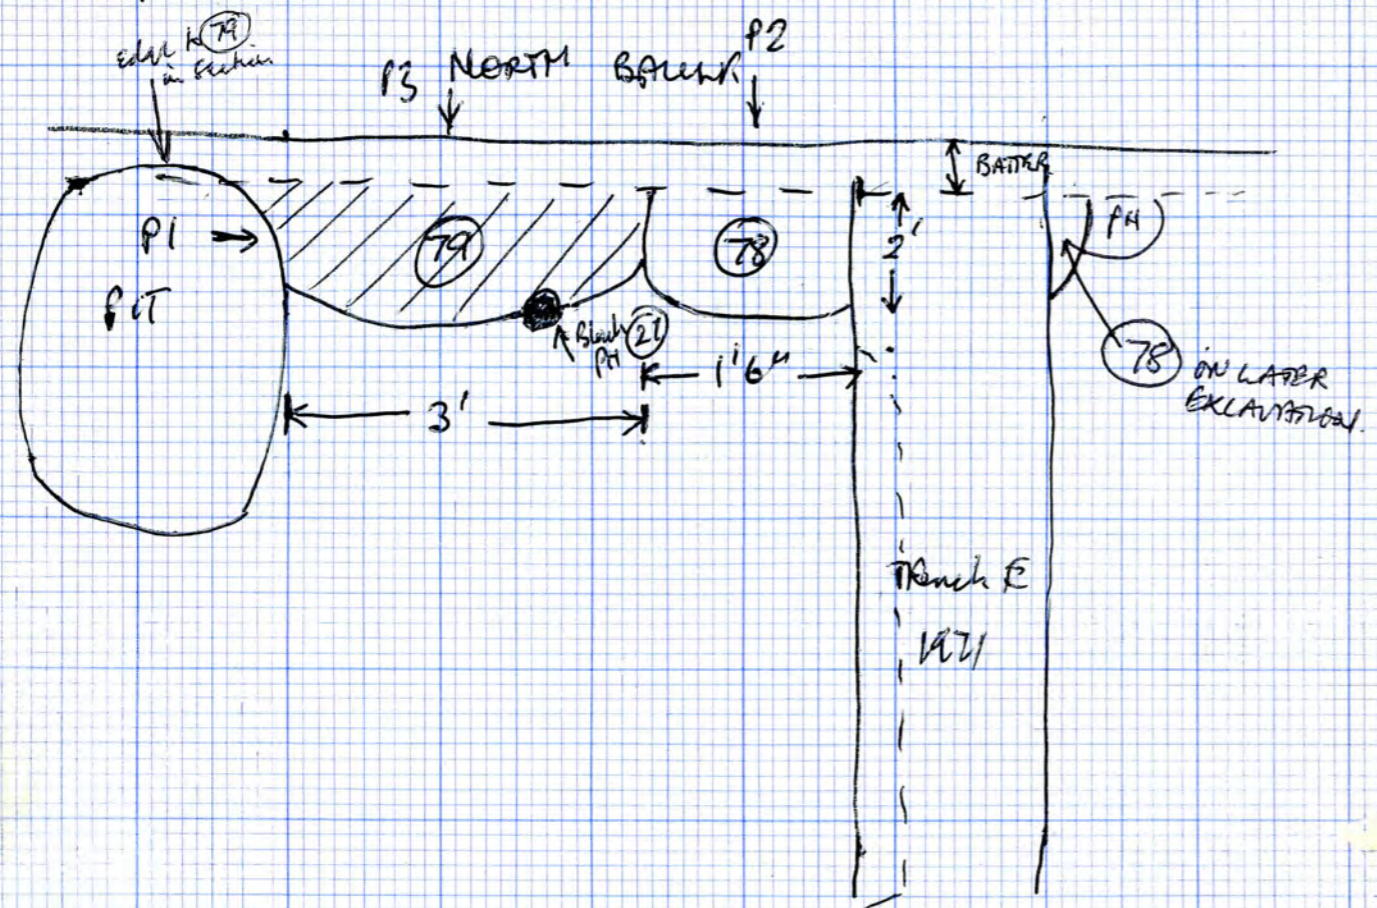 edge to 79
in section
P3 NORTH BAULK P2
BATTER
P1
PIT
79
78
2'
PH
Black 21
PH
1'6"
3'
78 ON LATER
EXCAVATION.
Trench E
1971